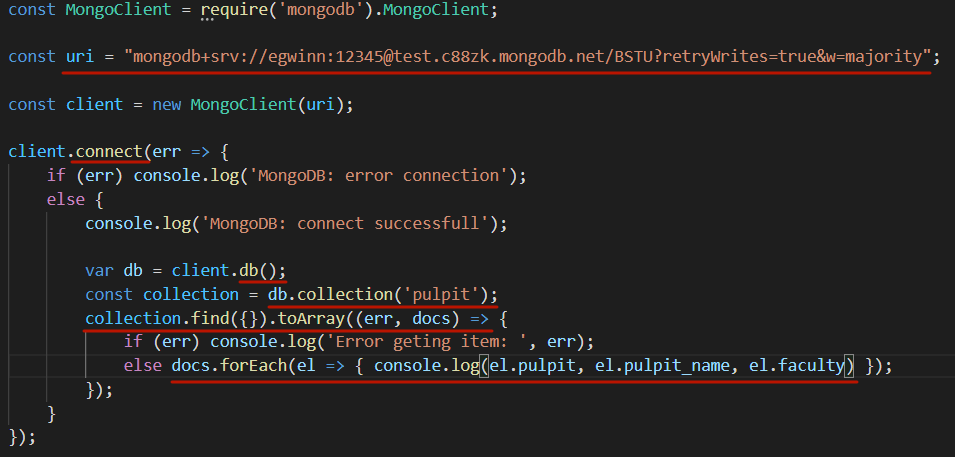 const MongoClient = require('mongodb').MongoClient;
const uri = "mongodb+srv://egwinn:12345@test.c88zk.mongodb.net/BSTU?retryWrites=true&w=majority";
const client = new MongoClient(uri);
client.connect(err => {
    if (err) console.log('MongoDB: error connection');
    else {
        console.log('MongoDB: connect successfull');
        var db = client.db();
        const collection = db.collection('pulpit');
        collection.find({}).toArray((err, docs) => {
            if (err) console.log('Error geting item: ', err);
            else docs.forEach(el => { console.log(el.pulpit, el.pulpit_name, el.faculty) });
        });
    }
});